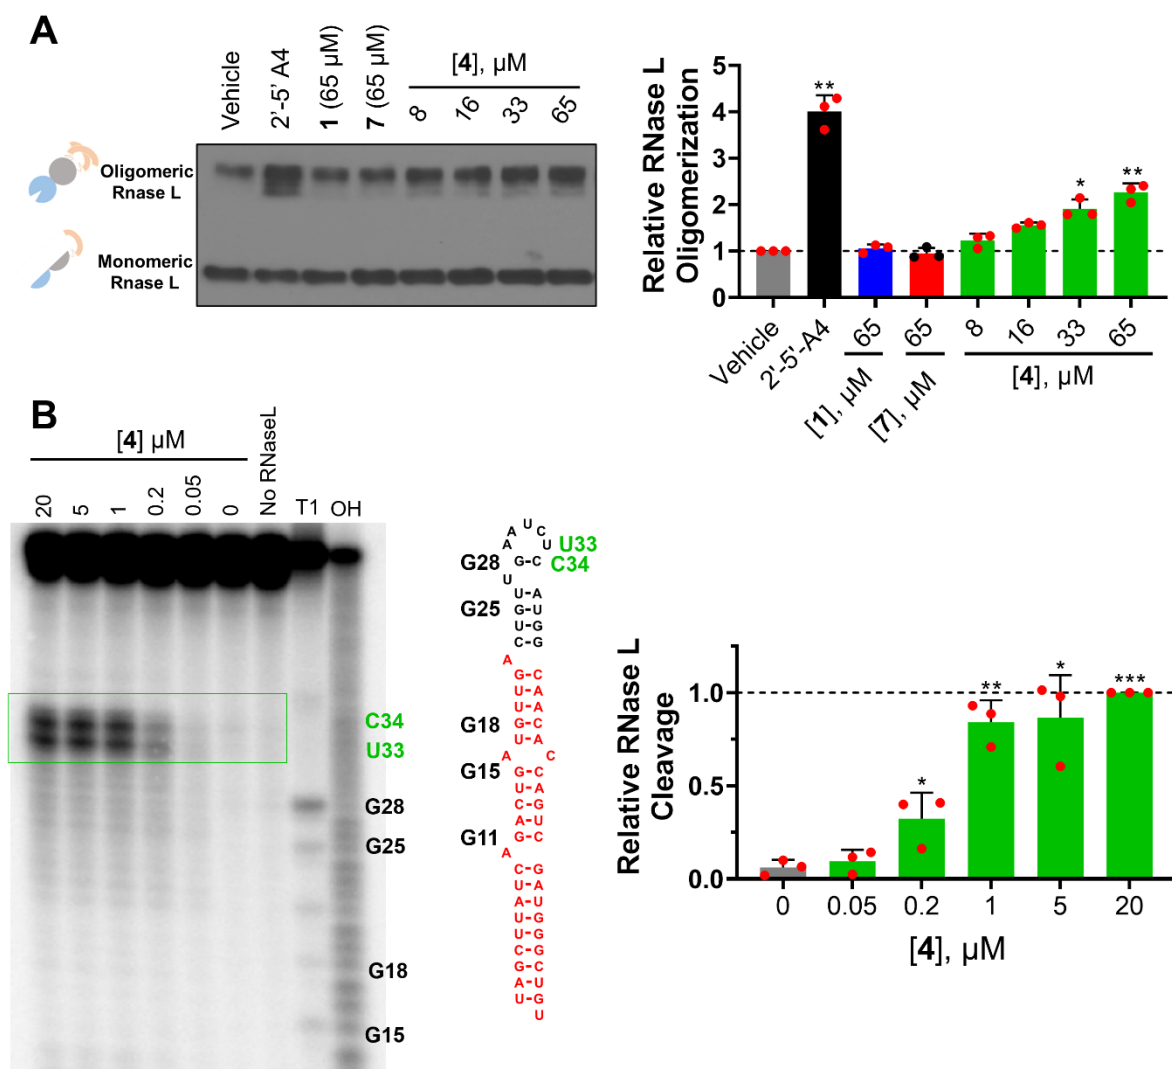 A
Vehicle
2'-5' A4
1 (65 µM)
7 (65 µM)
[4], µM
8
16
33
65
Oligomeric
Rnase L
Monomeric
Rnase L
Relative RNase L
Oligomerization
5
4
3
2
1
0
**
*
**
Vehicle
2'-5'-A4
65
65
8
16
33
65
[1], µM
[7], µM
[4], µM
B
[4] µM
20
5
1
0.2
0.05
0
No RNaseL
T1
OH
C34
U33
G28
G25
G18
G15
A U C
A U U33
G28 A G-C C34
U
U-A
G25 G-U
U-G
C-G
A
G-C
U-A
U-A
G18 G-C
U-A
A C
G15 G-C
U-A
C-G
A-U
G11 G-C
A
C-G
U-A
A-U
U-G
U-G
C-G
G-C
A-U
U-G
U
Relative RNase L
Cleavage
1.0
0.5
0.0
*
**
*
***
0
0.05
0.2
1
5
20
[4], µM